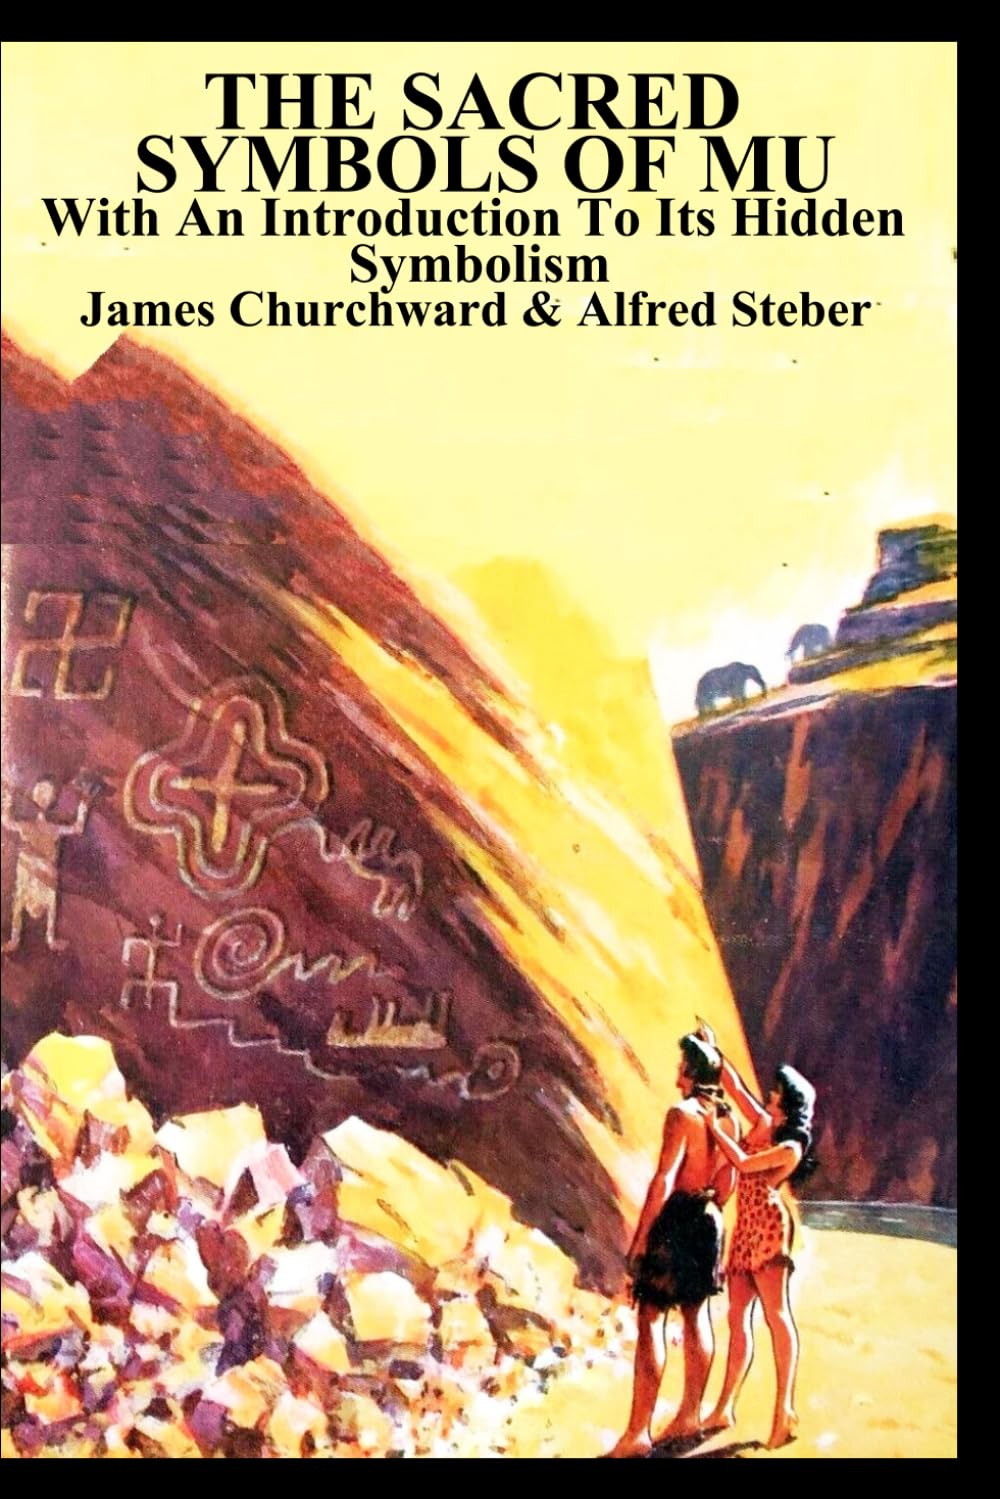 THE SACRED
SYMBOLS OF MU
With An Introduction To Its Hidden
Symbolism
James Churchward & Alfred Steber